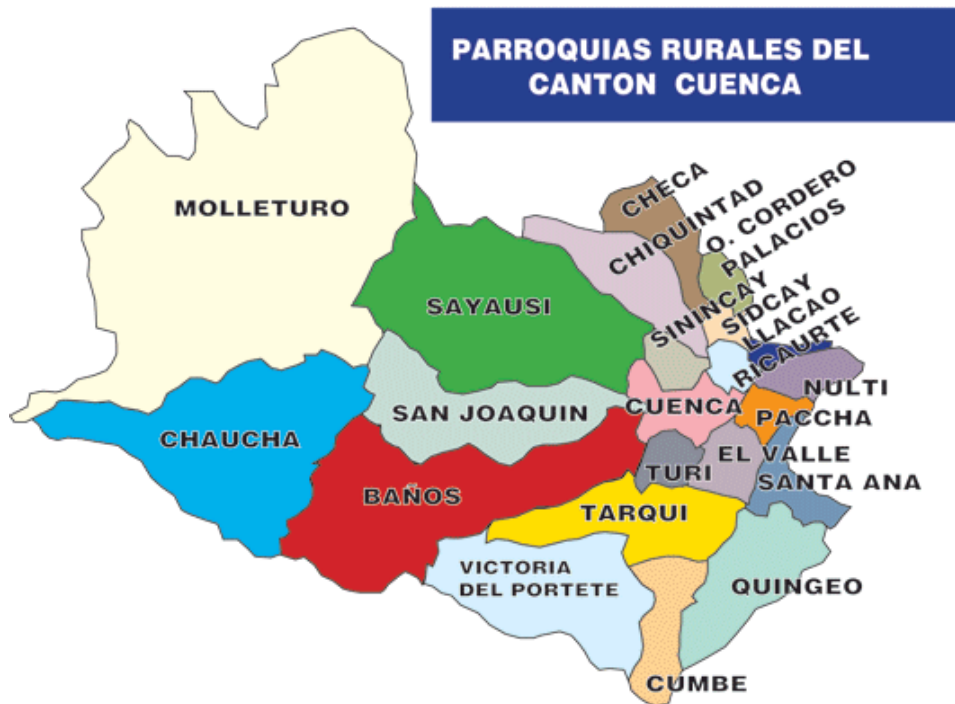 PARROQUIAS RURALES DEL
CANTON CUENCA
MOLLETURO
CHECA
CHIQUINTAD
O. CORDERO
PALACIOS
SAYAUSI
SININCAY
SIDCAY
LLACAO
RICAURTE
NULTI
SAN JOAQUIN
CUENCA
PACCHA
CHAUCHA
EL VALLE
TURI
SANTA ANA
BAÑOS
TARQUI
VICTORIA
DEL PORTETE
QUINGEO
CUMBE